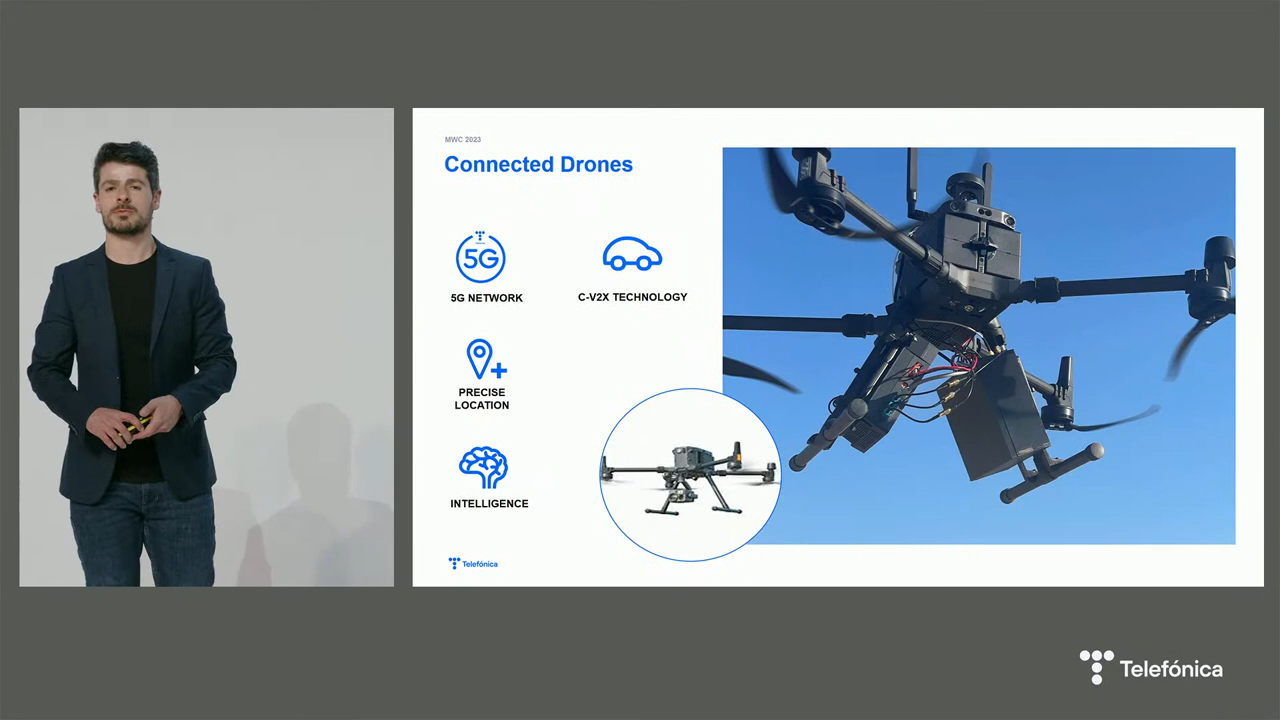 MWC 2023
Connected Drones
5G
5G NETWORK
C-V2X TECHNOLOGY
PRECISE
LOCATION
INTELLIGENCE
Telefónica
Telefónica